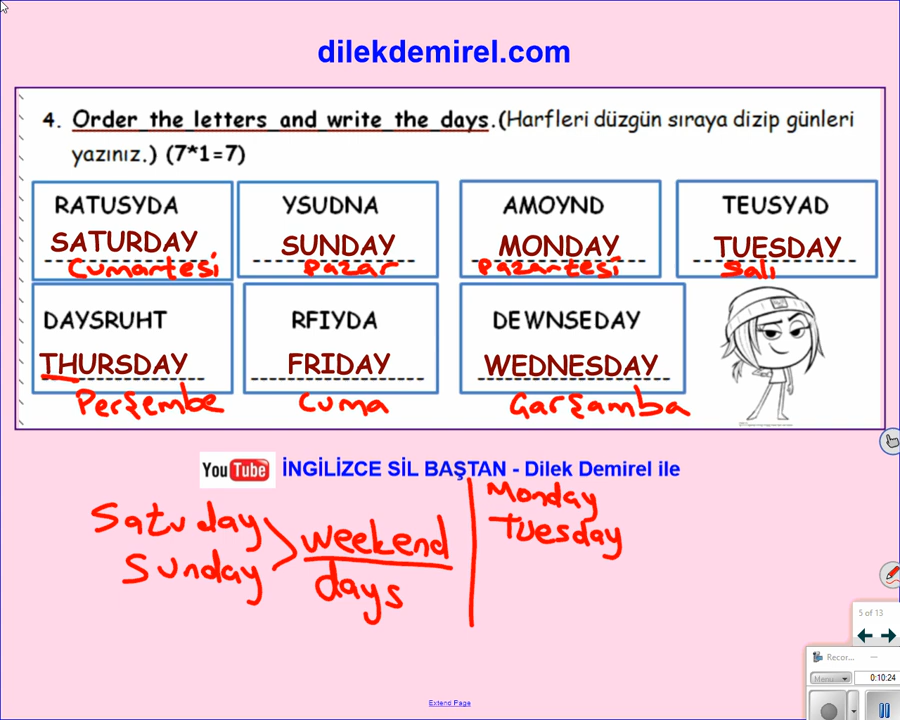 dilekdemirel.com
4. Order the letters and write the days.(Harfleri düzgün sıraya dizip günleri
yazınız.) (7*1=7)
RATUSYDA YSUDNA AMOYND TEUSYAD
SATURDAY SUNDAY MONDAY TUESDAY
Cumartesi Pazar Pazartesi Salı
DAYSRUHT RFIYDA DEWNSEDAY
THURSDAY FRIDAY WEDNESDAY
Perşembe Cuma Çarşamba
YouTube İNGİLİZCE SİL BAŞTAN - Dilek Demirel ile
Satuday
Sunday
weekend
days
Monday
Tuesday
5 of 13
Recor...
Menu
0:10:24
Extend Page